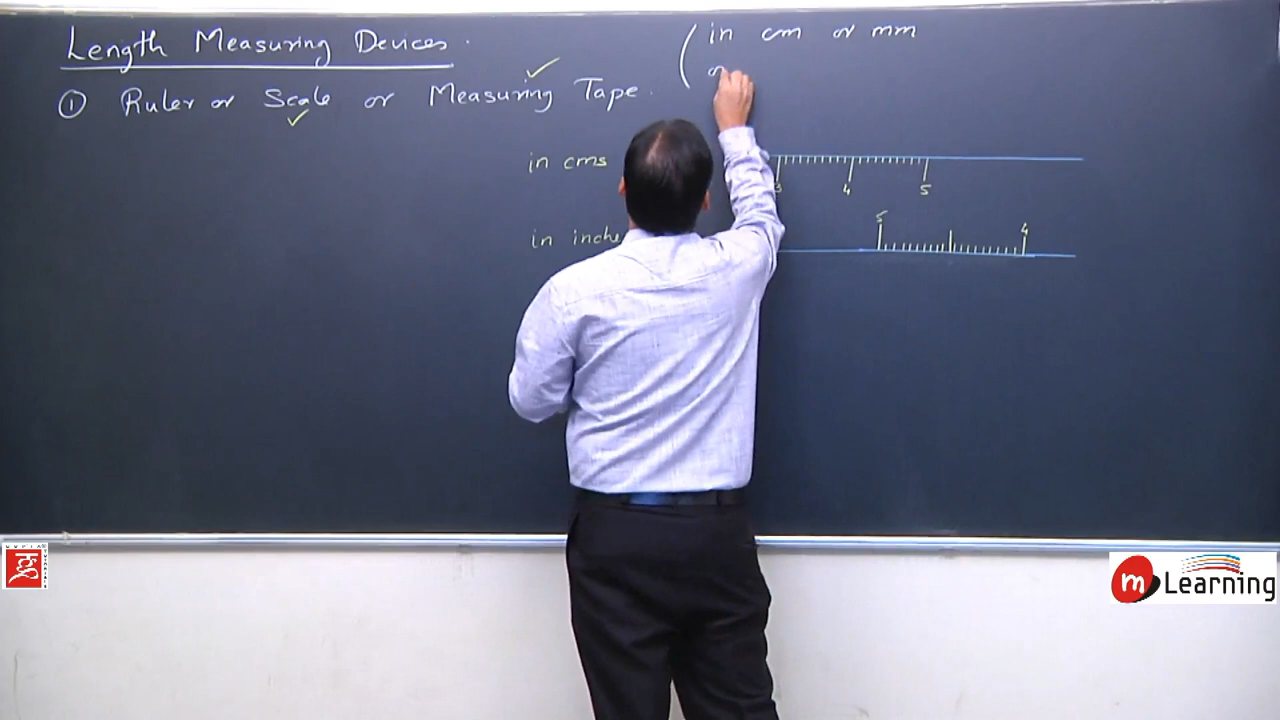 Length Measuring Devices.
( in cm or mm
① Ruler or Scale or Measuring Tape.
in cms
3 4 5
in inche
5 4
m Learning